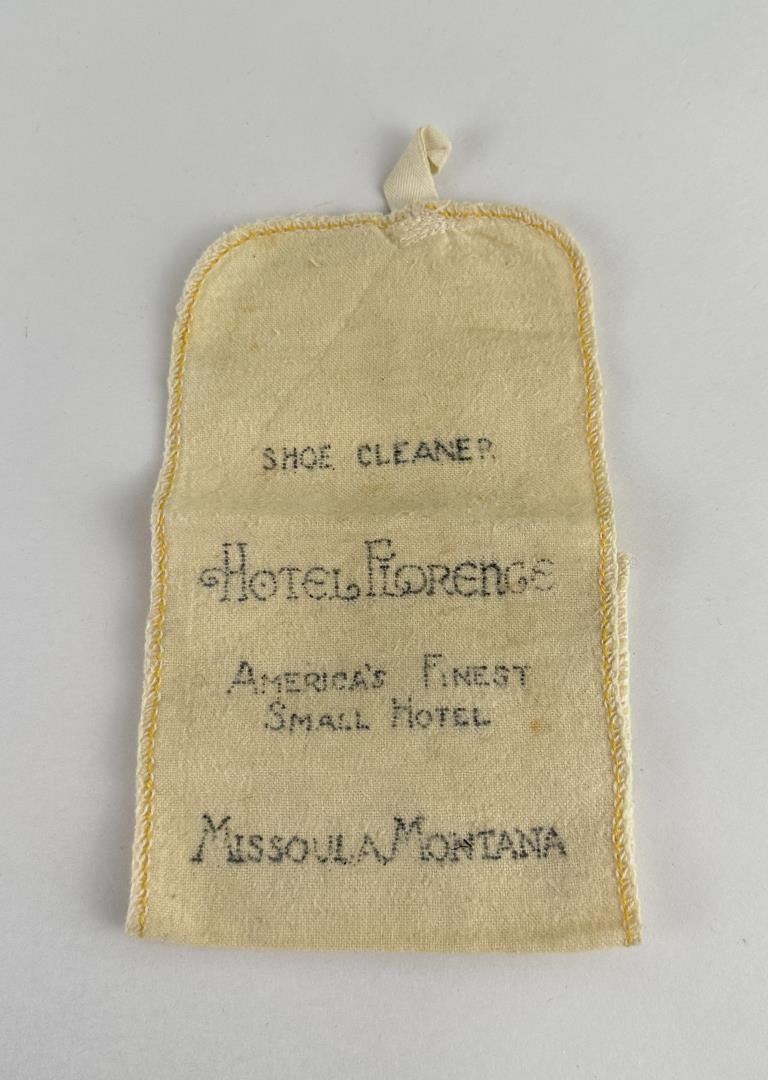 SHOE CLEANER
HOTEL FLORENCE
AMERICA'S FINEST
SMALL HOTEL
MISSOULA, MONTANA